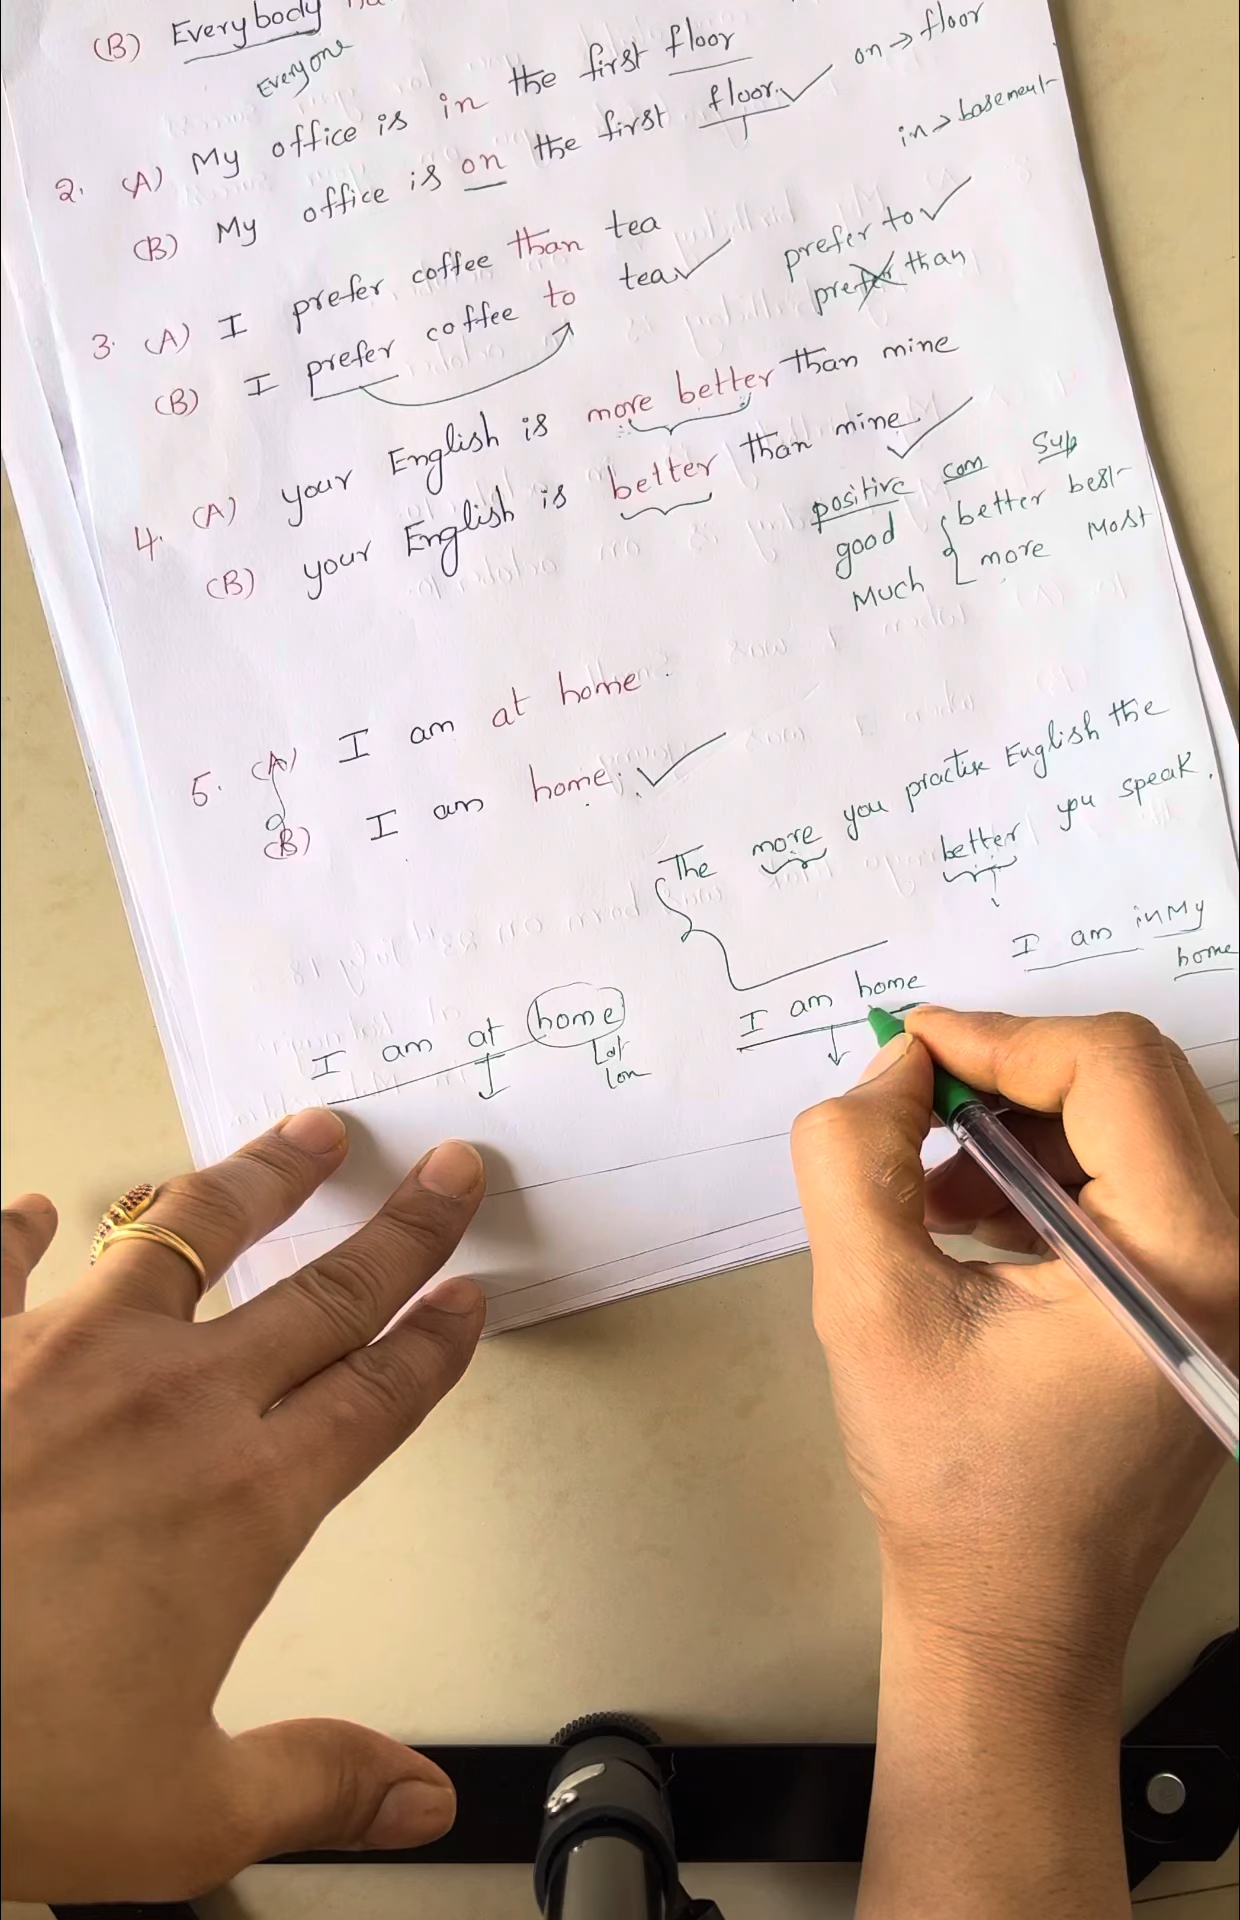 (B) Everybody
Everyone
2. (A) My office is in the first floor
(B) My office is on the first floor.
on → floor
in → basement
3. (A) I prefer coffee than tea
(B) I prefer coffee to tea
prefer to
prefer than
4. (A) your English is more better than mine
(B) your English is better than mine.
positive com sup
good better best
Much more Most
5. (A) I am at home.
(B) I am home.
The more you practise English the
better you speak.
I am in My
home
I am at home
I am home